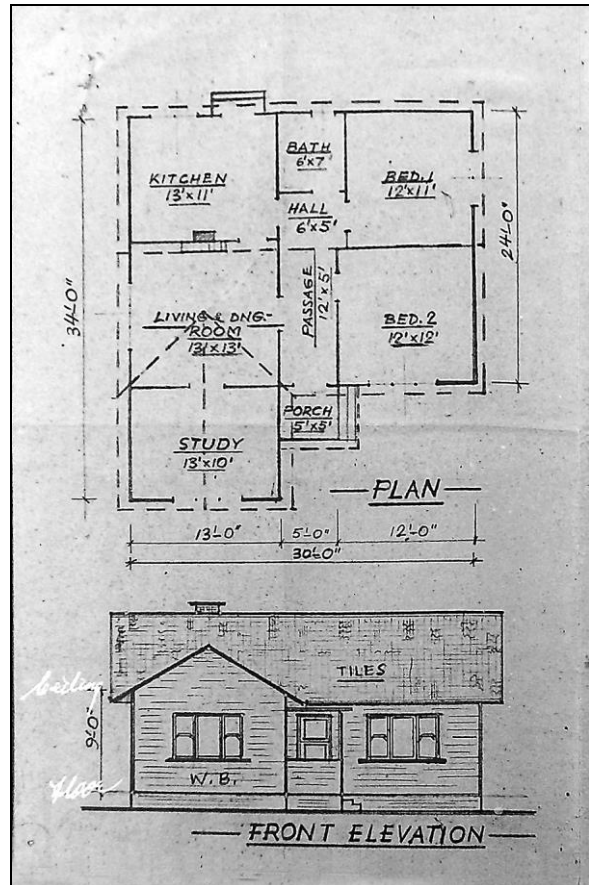 BATH
6'x7'
KITCHEN
13'x11'
BED.1
12'x11'
HALL
6'x5'
34'-0"
24'-0"
PASSAGE
12'x5'
LIVING & DNG.-
ROOM
13'x13'
BED.2
12'x12'
PORCH
5'x5'
STUDY
13'x10'
PLAN
13'-0"
5'-0"
12'-0"
30'-0"
TILES
Ceiling
9'-0"
Floor
W.B.
FRONT ELEVATION